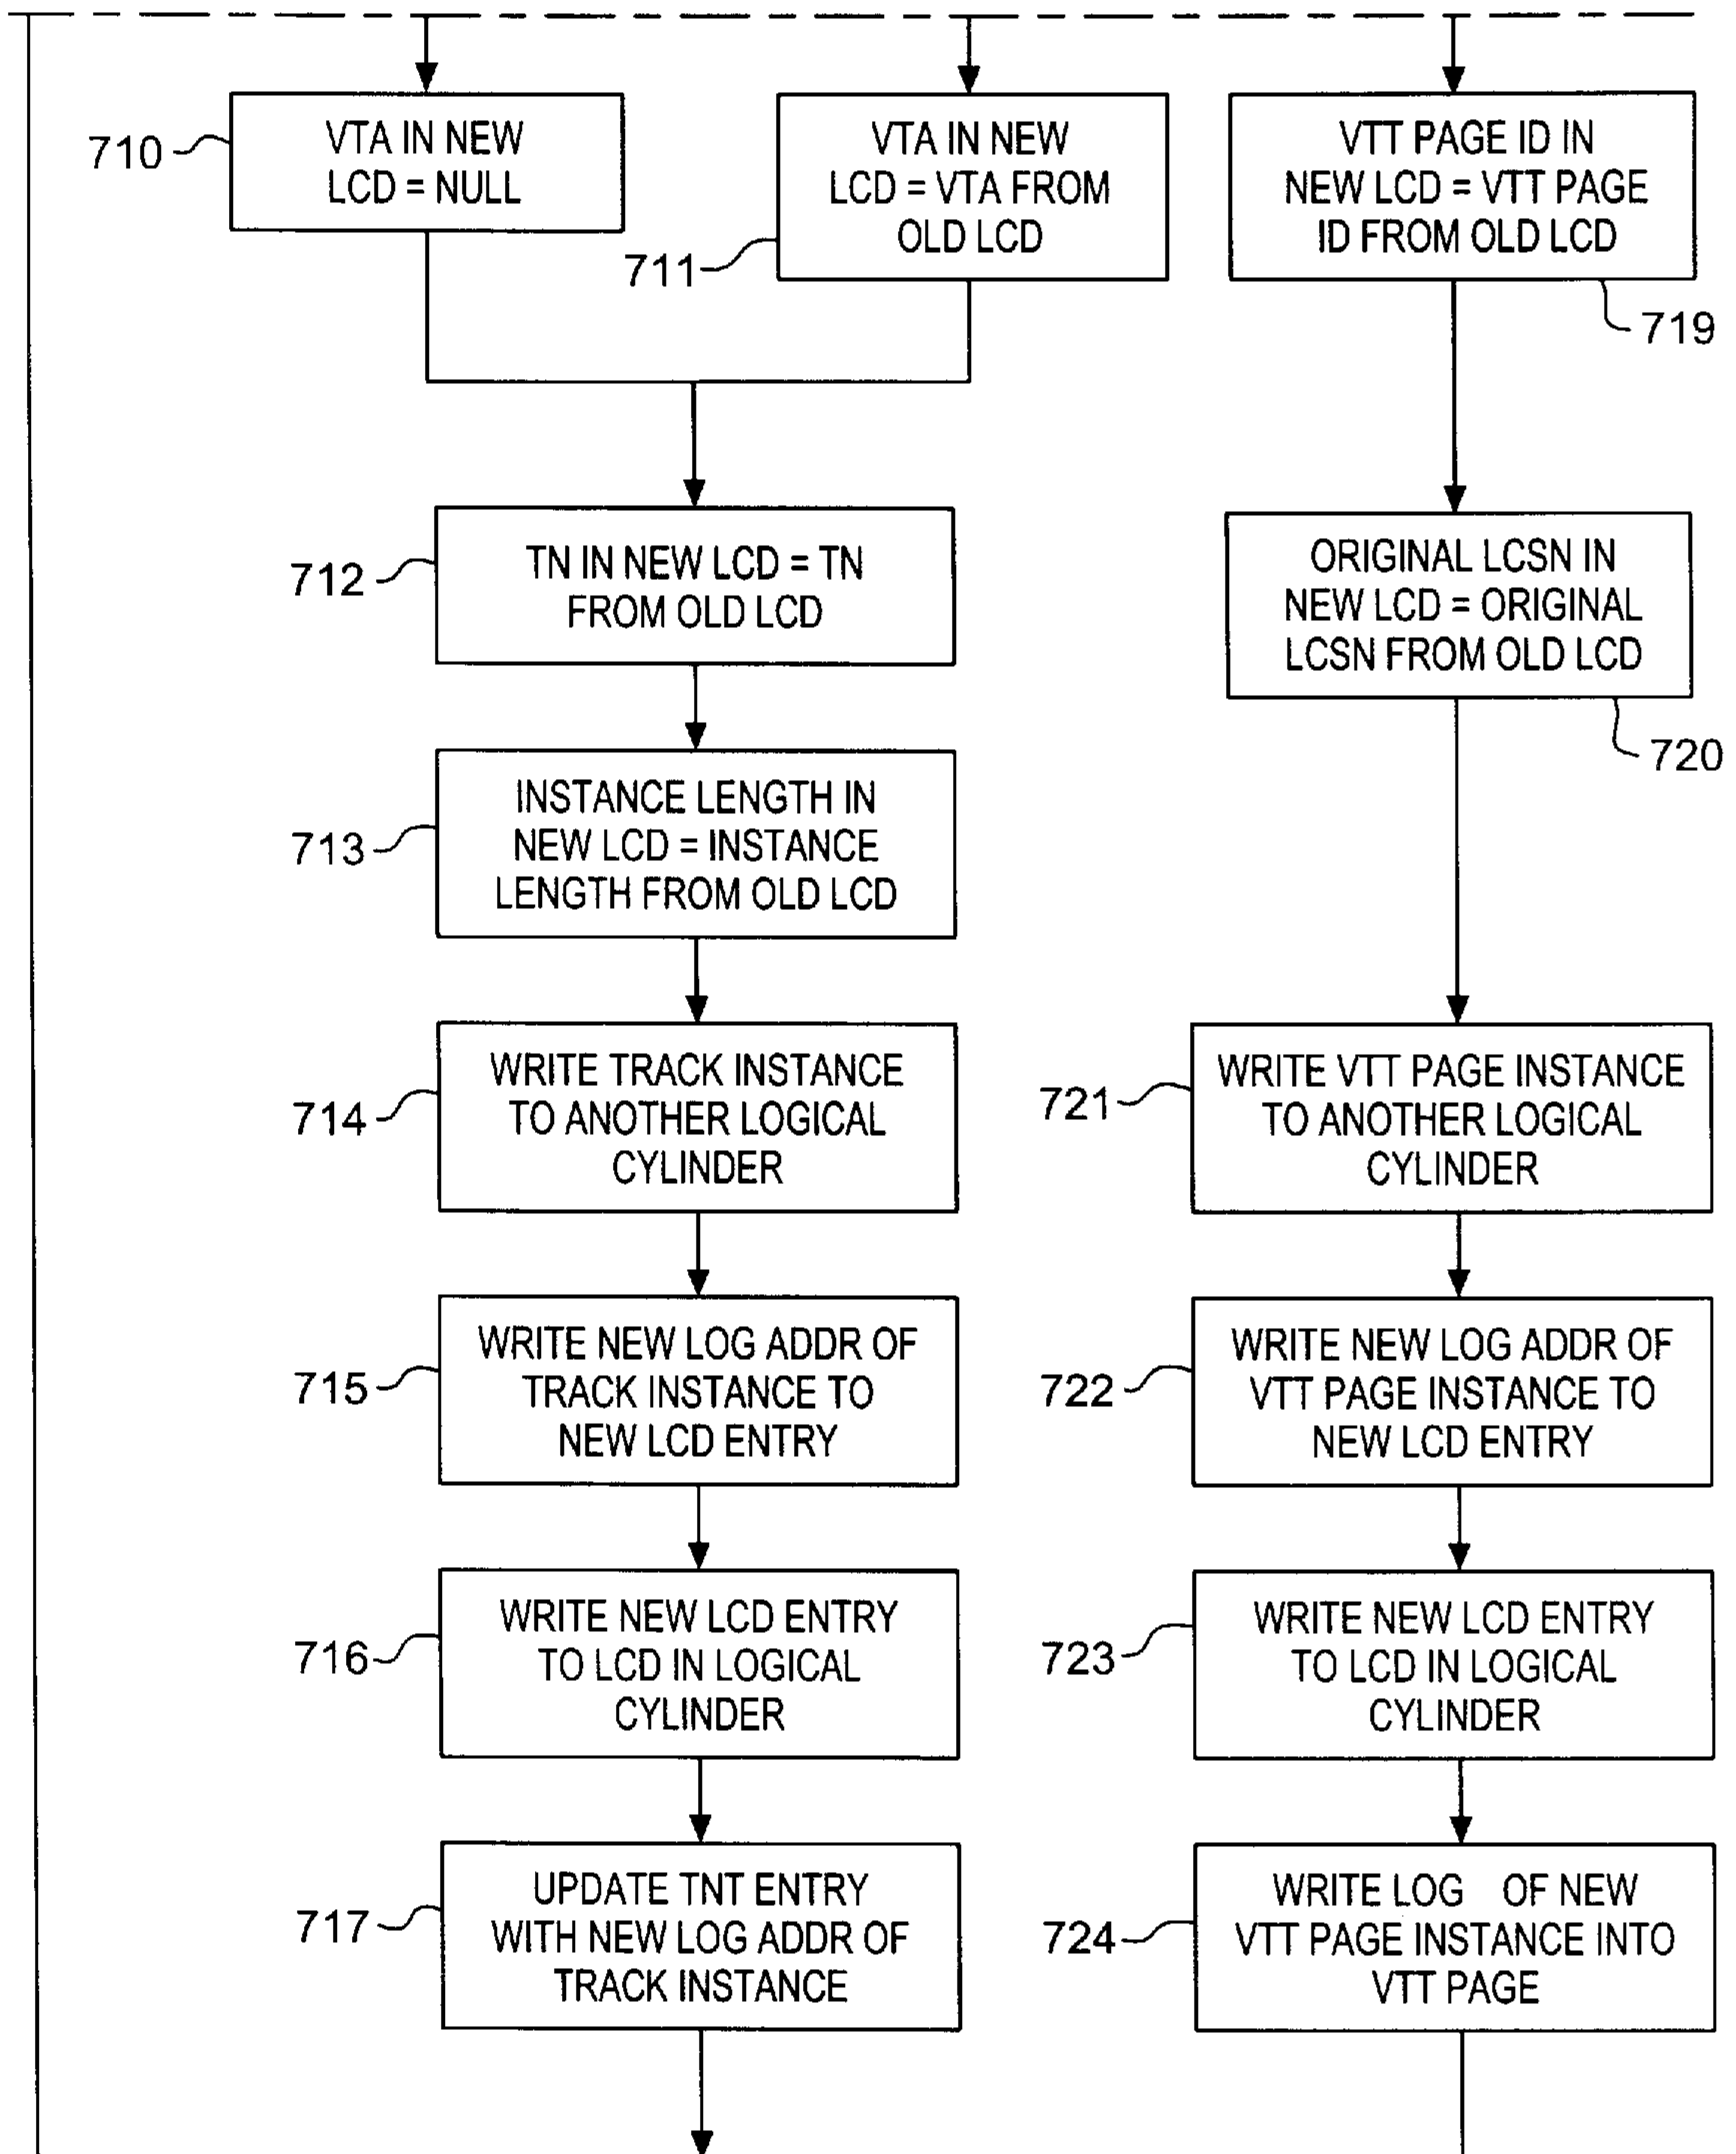 710
VTA IN NEW
LCD = NULL
711
VTA IN NEW
LCD = VTA FROM
OLD LCD
VTT PAGE ID IN
NEW LCD = VTT PAGE
ID FROM OLD LCD
719
712
TN IN NEW LCD = TN
FROM OLD LCD
ORIGINAL LCSN IN
NEW LCD = ORIGINAL
LCSN FROM OLD LCD
720
713
INSTANCE LENGTH IN
NEW LCD = INSTANCE
LENGTH FROM OLD LCD
714
WRITE TRACK INSTANCE
TO ANOTHER LOGICAL
CYLINDER
721
WRITE VTT PAGE INSTANCE
TO ANOTHER LOGICAL
CYLINDER
715
WRITE NEW LOG ADDR OF
TRACK INSTANCE TO
NEW LCD ENTRY
722
WRITE NEW LOG ADDR OF
VTT PAGE INSTANCE TO
NEW LCD ENTRY
716
WRITE NEW LCD ENTRY
TO LCD IN LOGICAL
CYLINDER
723
WRITE NEW LCD ENTRY
TO LCD IN LOGICAL
CYLINDER
717
UPDATE TNT ENTRY
WITH NEW LOG ADDR OF
TRACK INSTANCE
724
WRITE LOG OF NEW
VTT PAGE INSTANCE INTO
VTT PAGE